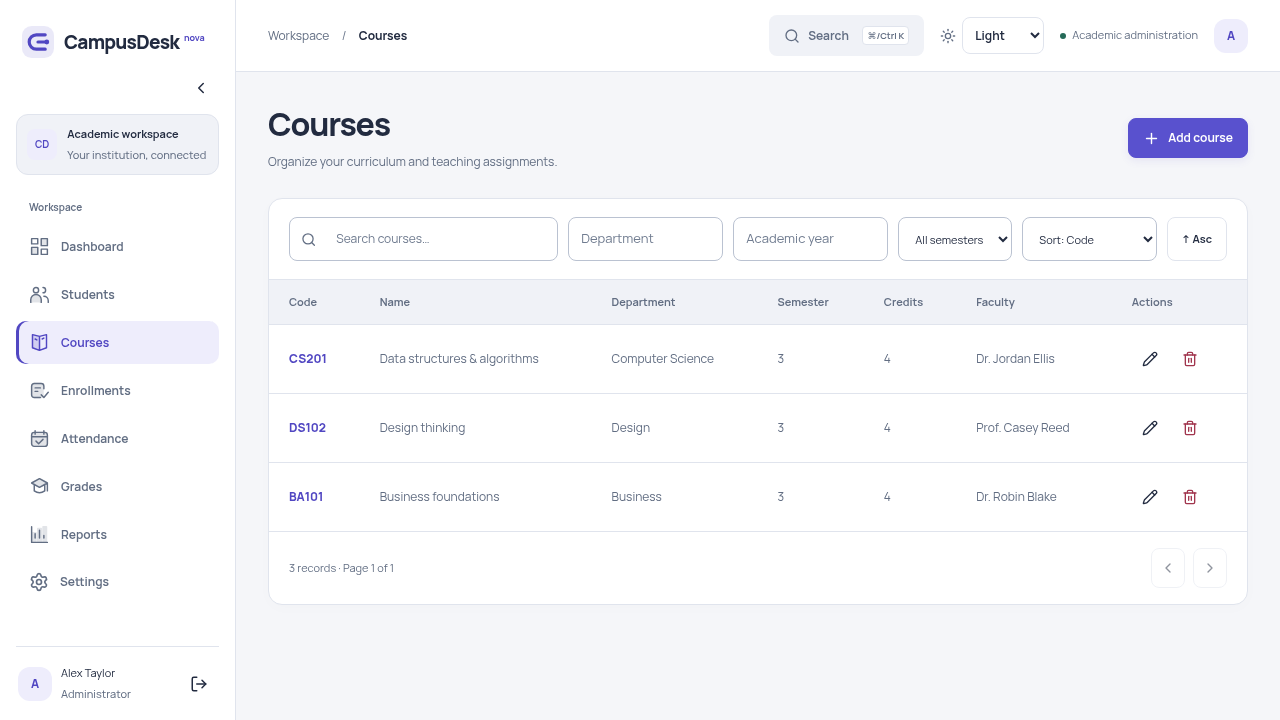 CampusDesk nova
CD
Academic workspace
Your institution, connected
Workspace
Dashboard
Students
Courses
Enrollments
Attendance
Grades
Reports
Settings
A
Alex Taylor
Administrator
Workspace / Courses
Search ⌘/Ctrl K
Light
Academic administration
A
Courses
Organize your curriculum and teaching assignments.
Add course
Search courses…
Department
Academic year
All semesters
Sort: Code
↑ Asc
Code Name Department Semester Credits Faculty Actions
CS201 Data structures & algorithms Computer Science 3 4 Dr. Jordan Ellis
DS102 Design thinking Design 3 4 Prof. Casey Reed
BA101 Business foundations Business 3 4 Dr. Robin Blake
3 records · Page 1 of 1